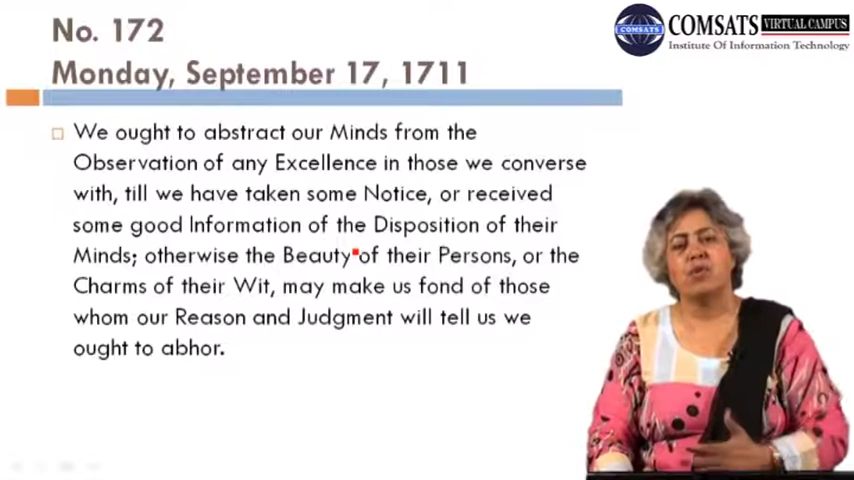 No. 172
Monday, September 17, 1711
COMSATS
COMSATS VIRTUAL CAMPUS
Institute Of Information Technology
We ought to abstract our Minds from the
Observation of any Excellence in those we converse
with, till we have taken some Notice, or received
some good Information of the Disposition of their
Minds; otherwise the Beauty of their Persons, or the
Charms of their Wit, may make us fond of those
whom our Reason and Judgment will tell us we
ought to abhor.